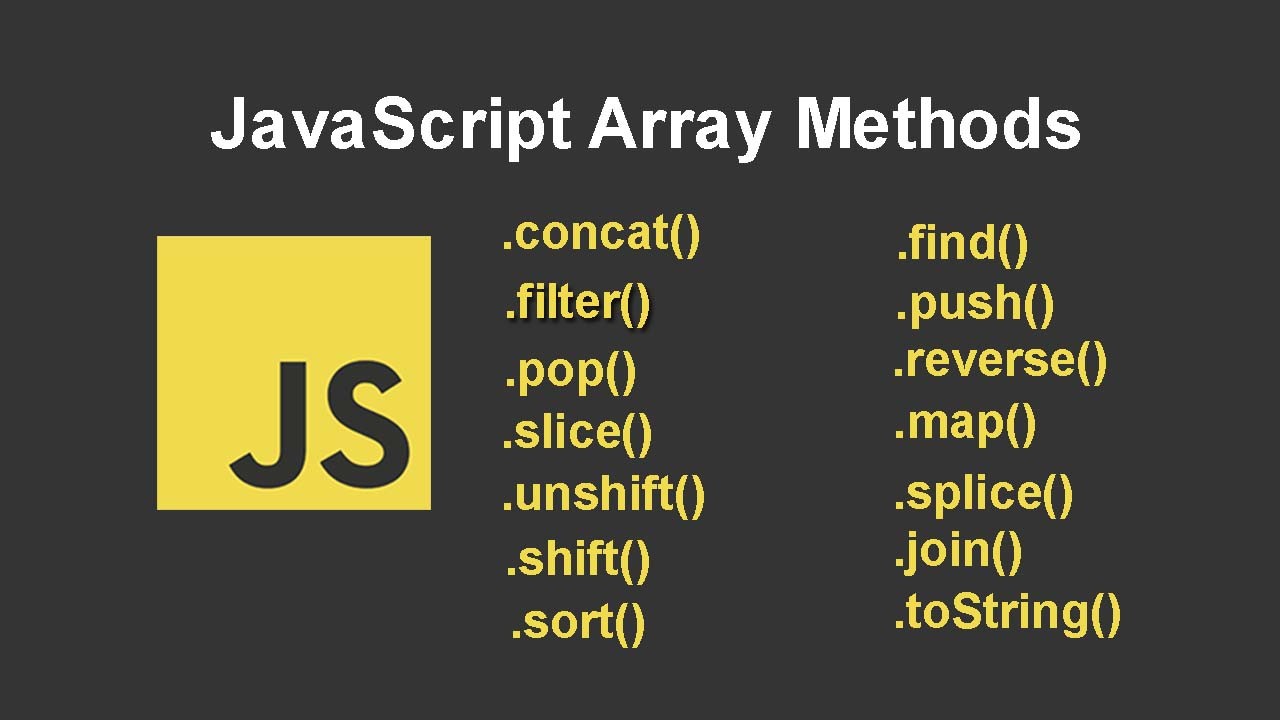 JavaScript Array Methods
JS
.concat()
.filter()
.pop()
.slice()
.unshift()
.shift()
.sort()
.find()
.push()
.reverse()
.map()
.splice()
.join()
.toString()